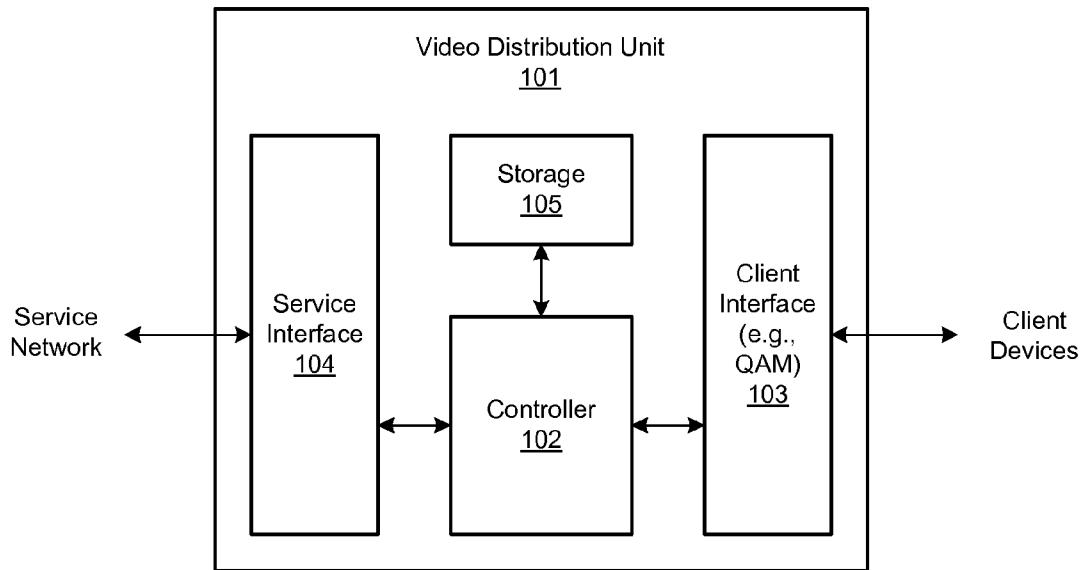 Video Distribution Unit
101
Storage
105
Service
Network
Service
Interface
104
Controller
102
Client
Interface
(e.g.,
QAM)
103
Client
Devices